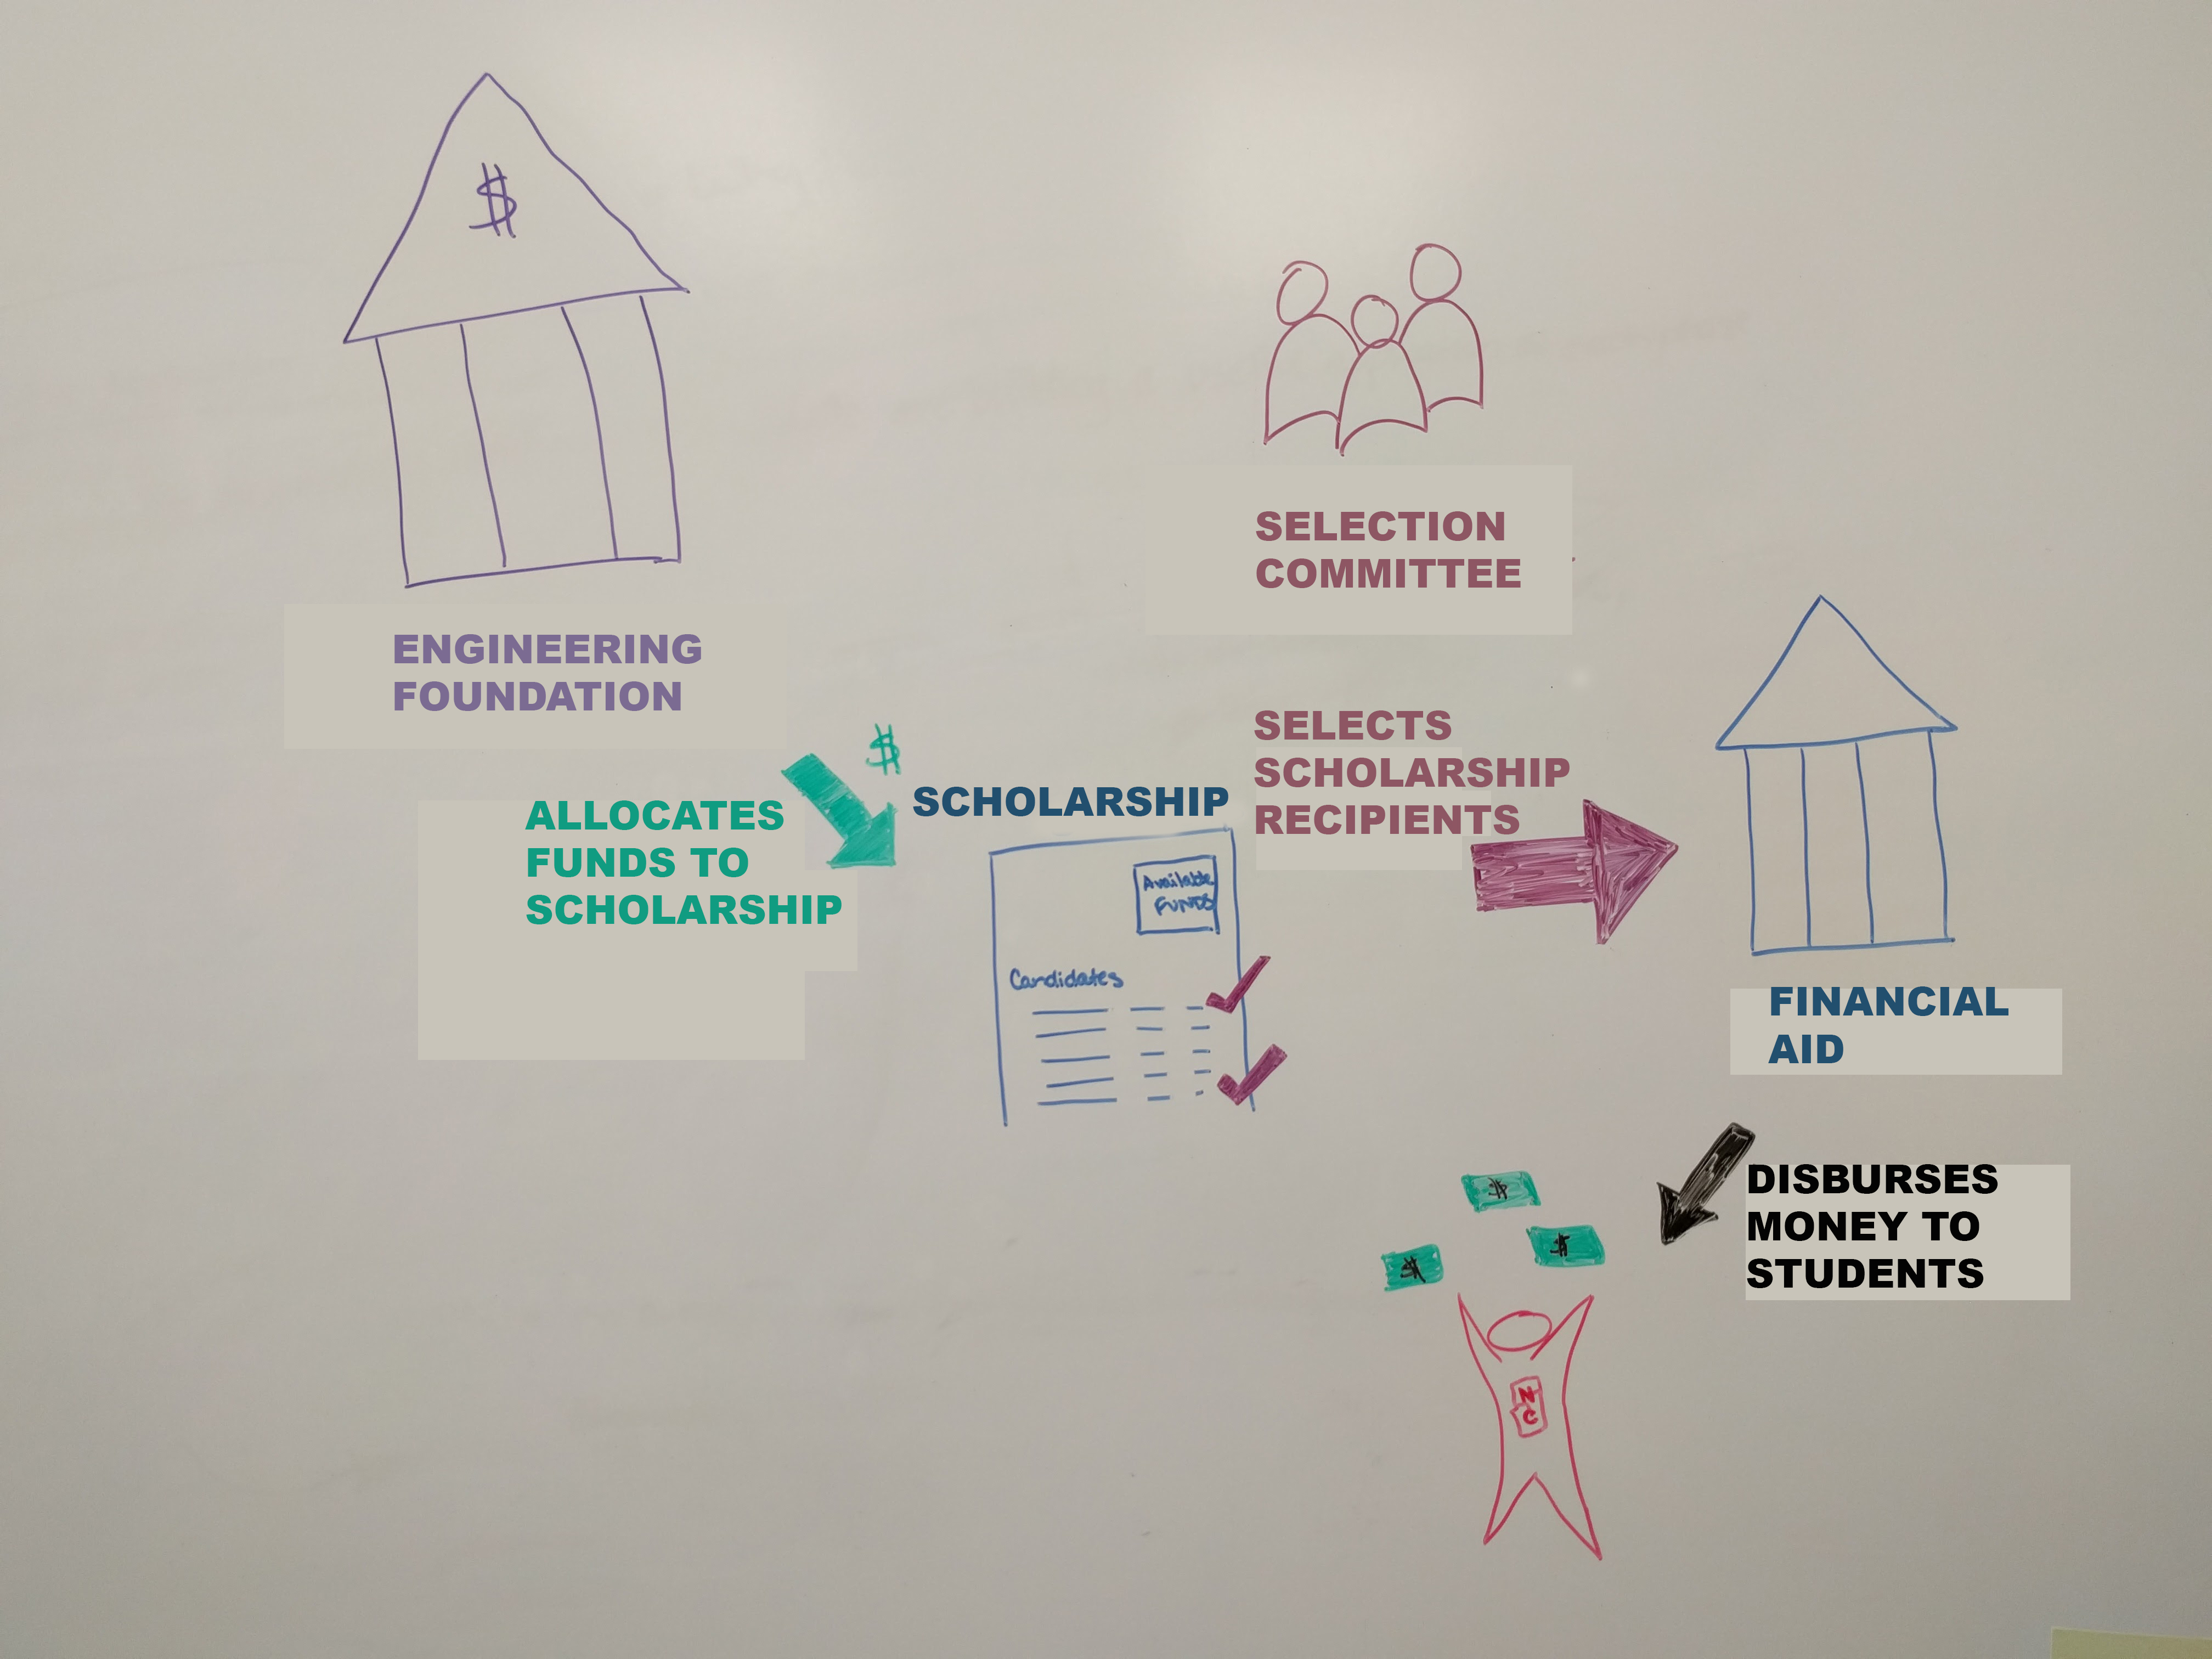 $
ENGINEERING
FOUNDATION
$
ALLOCATES
FUNDS TO
SCHOLARSHIP
SCHOLARSHIP
Available
FUNDS
Candidates
SELECTION
COMMITTEE
SELECTS
SCHOLARSHIP
RECIPIENTS
FINANCIAL
AID
DISBURSES
MONEY TO
STUDENTS
$
$
$
N
C